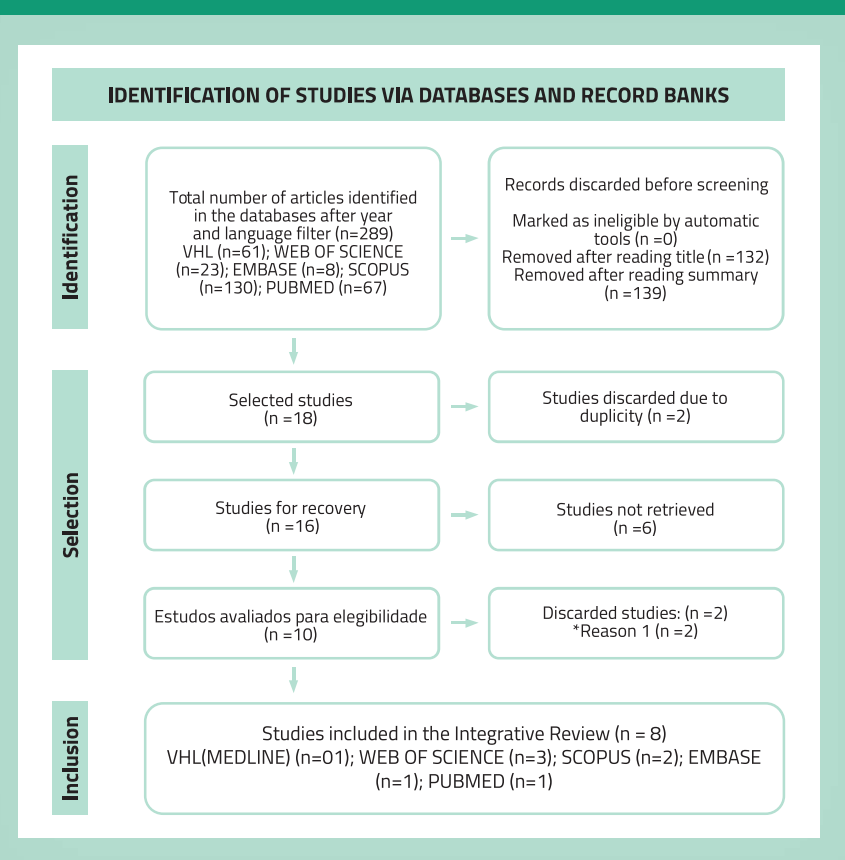 IDENTIFICATION OF STUDIES VIA DATABASES AND RECORD BANKS
Identification
Total number of articles identified
in the databases after year
and language filter (n=289)
VHL (n=61); WEB OF SCIENCE
(n=23); EMBASE (n=8); SCOPUS
(n=130); PUBMED (n=67)
Records discarded before screening
Marked as ineligible by automatic
tools (n =0)
Removed after reading title (n =132)
Removed after reading summary
(n =139)
Selection
Selected studies
(n =18)
Studies discarded due to
duplicity (n =2)
Studies for recovery
(n =16)
Studies not retrieved
(n =6)
Estudos avaliados para elegibilidade
(n =10)
Discarded studies: (n =2)
*Reason 1 (n =2)
Inclusion
Studies included in the Integrative Review (n = 8)
VHL(MEDLINE) (n=01); WEB OF SCIENCE (n=3); SCOPUS (n=2); EMBASE
(n=1); PUBMED (n=1)